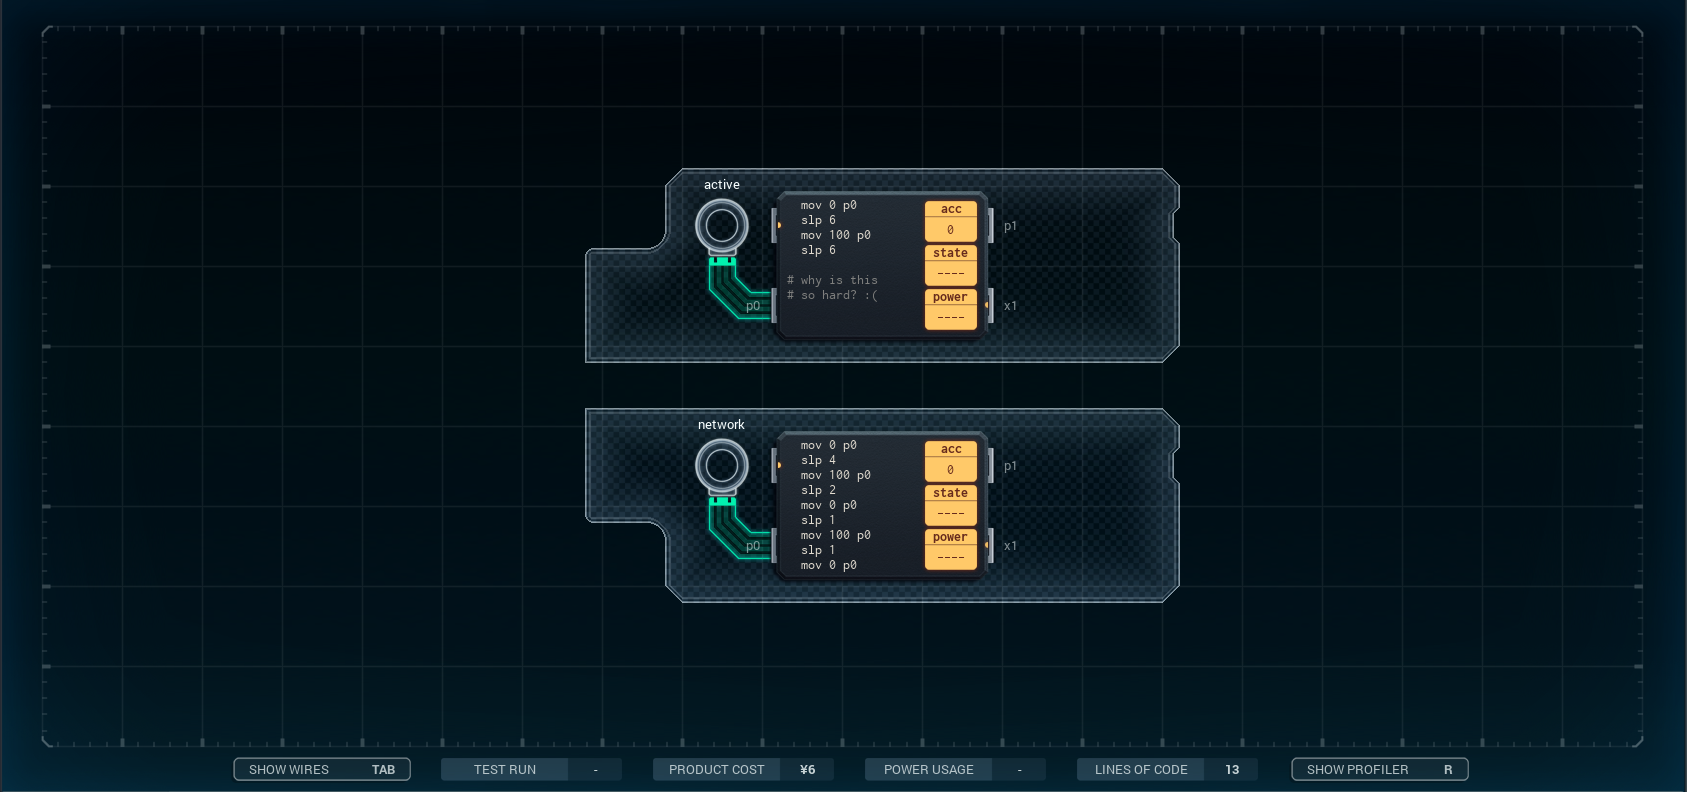 active
mov 0 p0
slp 6
mov 100 p0
slp 6
# why is this
# so hard? :(
acc
0
state
----
power
----
p1
p0
x1
network
mov 0 p0
slp 4
mov 100 p0
slp 2
mov 0 p0
slp 1
mov 100 p0
slp 1
mov 0 p0
acc
0
state
----
power
----
p1
p0
x1
SHOW WIRES TAB
TEST RUN -
PRODUCT COST ¥6
POWER USAGE -
LINES OF CODE 13
SHOW PROFILER R